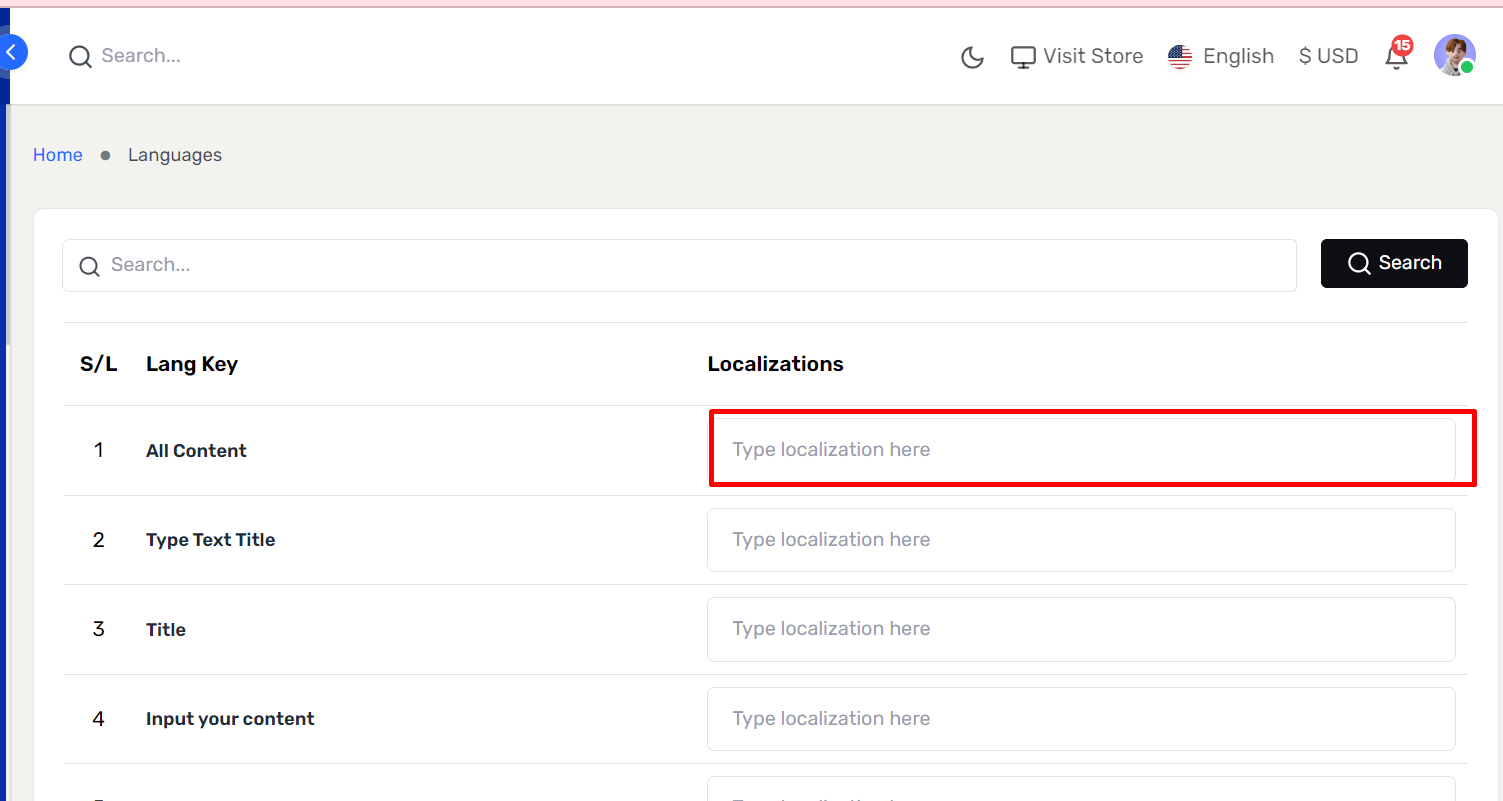 Search... Visit Store English $ USD 15
Home Languages
Search... Search
S/L Lang Key Localizations
1 All Content Type localization here
2 Type Text Title Type localization here
3 Title Type localization here
4 Input your content Type localization here